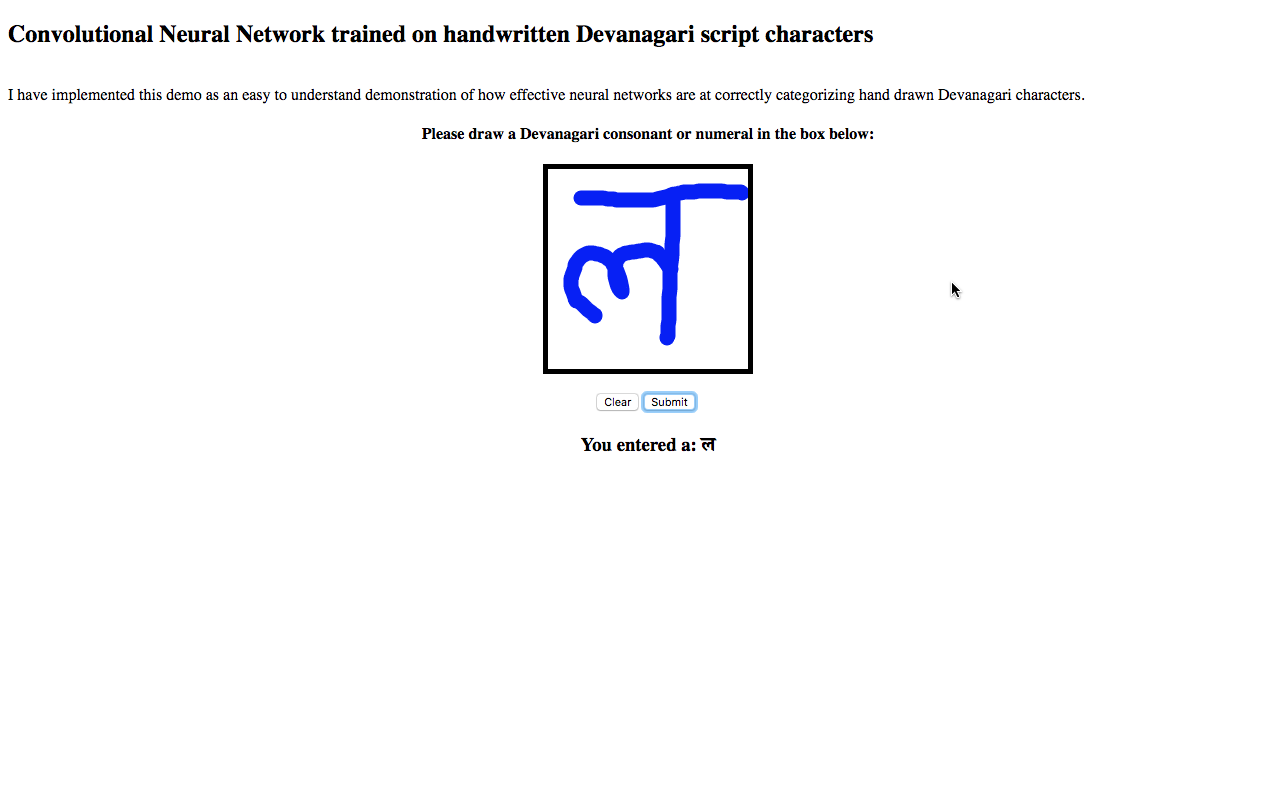 Convolutional Neural Network trained on handwritten Devanagari script characters
I have implemented this demo as an easy to understand demonstration of how effective neural networks are at correctly categorizing hand drawn Devanagari characters.
Please draw a Devanagari consonant or numeral in the box below:
ल
Clear Submit
You entered a: ल